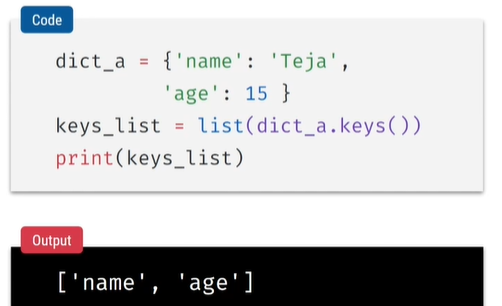 Code
dict_a = {'name': 'Teja',
'age': 15 }
keys_list = list(dict_a.keys())
print(keys_list)
Output
['name', 'age']